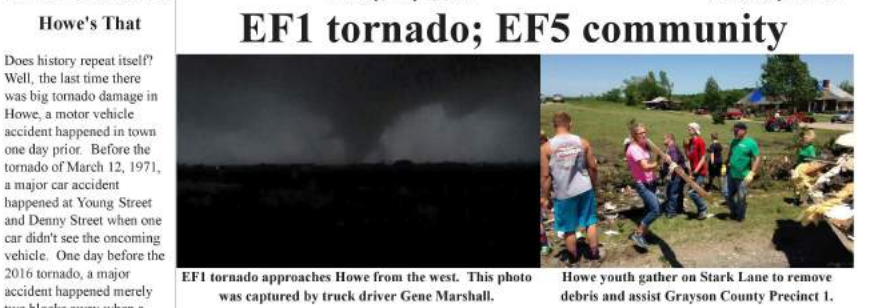 Howe's That
Does history repeat itself?
Well, the last time there
was big tornado damage in
Howe, a motor vehicle
accident happened in town
one day prior. Before the
tornado of March 12, 1971,
a major car accident
happened at Young Street
and Denny Street when one
car didn't see the oncoming
vehicle. One day before the
2016 tornado, a major
accident happened merely
two blocks away when a
EF1 tornado; EF5 community
EF1 tornado approaches Howe from the west. This photo
was captured by truck driver Gene Marshall.
Howe youth gather on Stark Lane to remove
debris and assist Grayson County Precinct 1.